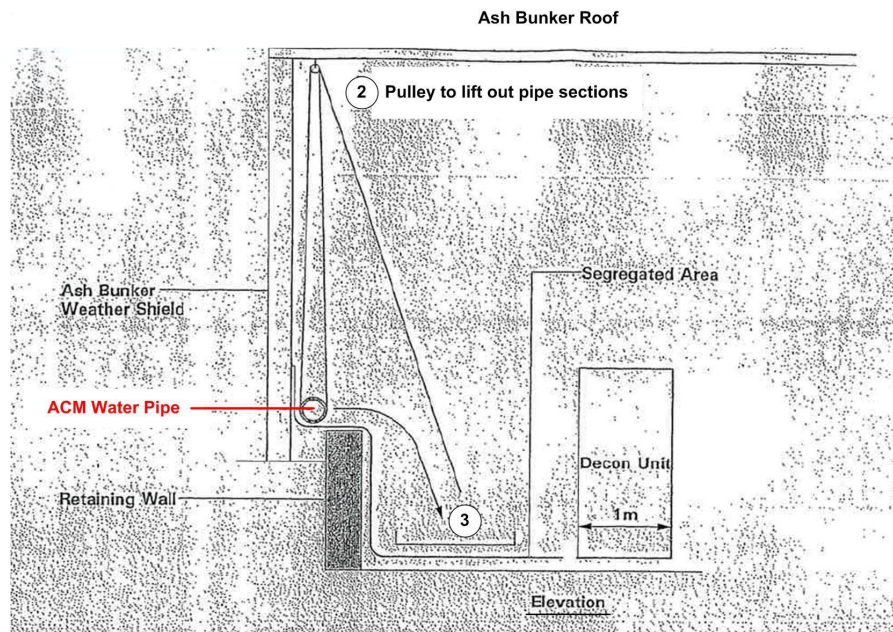 Ash Bunker Roof
2 Pulley to lift out pipe sections
Segregated Area
Ash Bunker
Weather Shield
ACM Water Pipe
Decon Unit
Retaining Wall
1m
3
Elevation